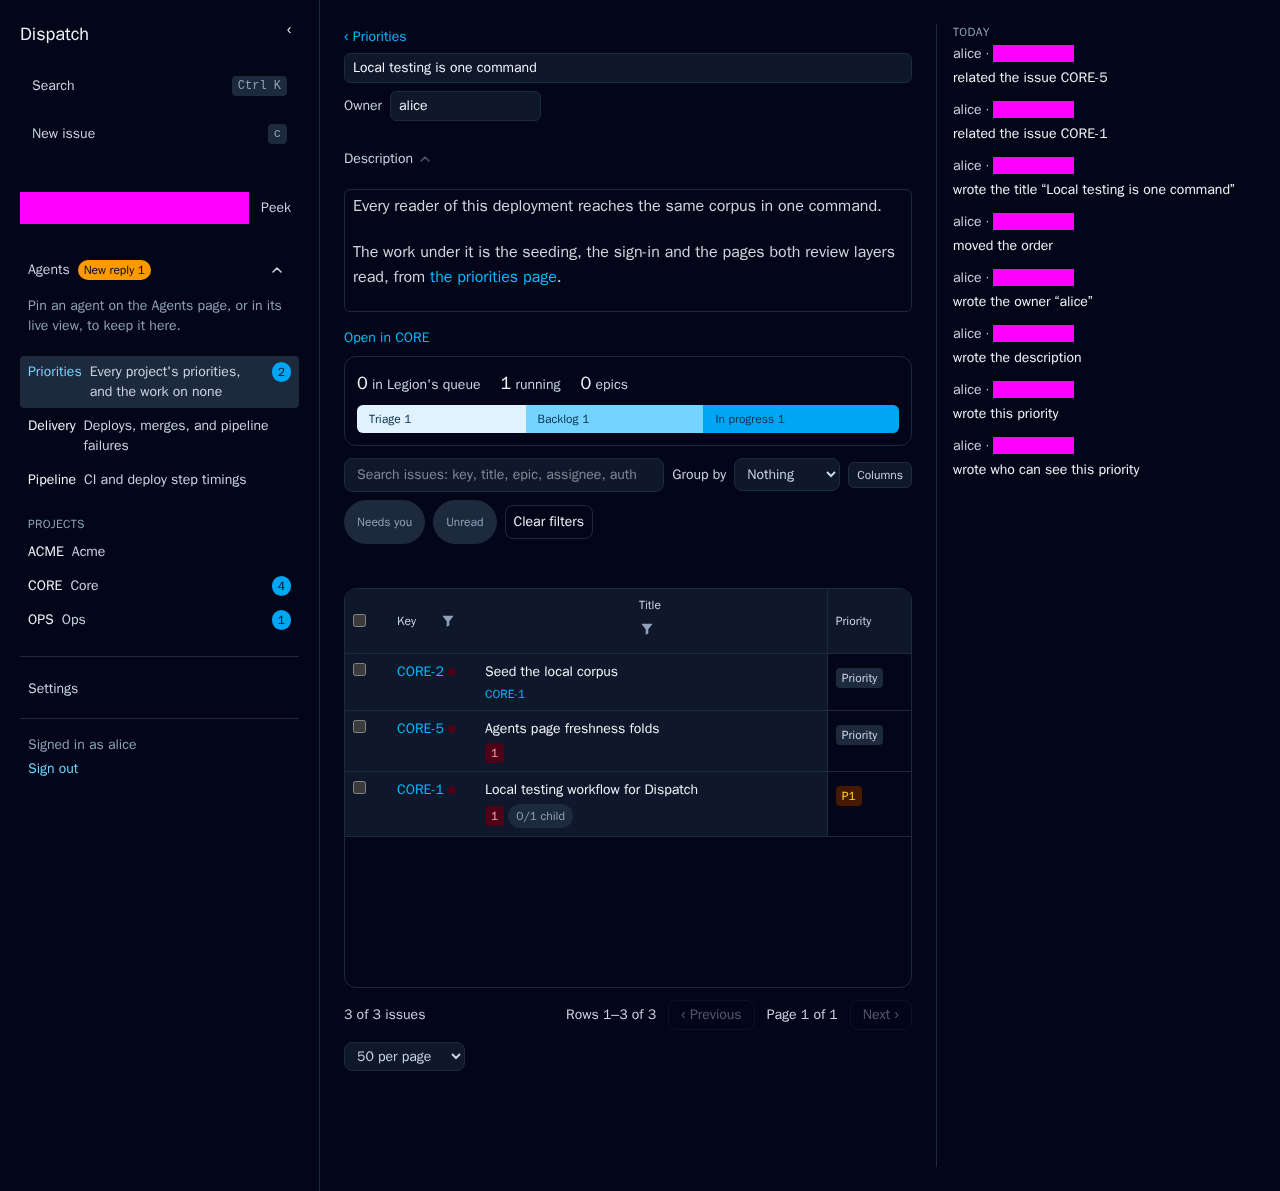 Dispatch
‹
Search
Ctrl K
New issue
C
Peek
Agents
New reply 1
Pin an agent on the Agents page, or in its
live view, to keep it here.
Priorities
Every project's priorities,
and the work on none
2
Delivery
Deploys, merges, and pipeline
failures
Pipeline
CI and deploy step timings
PROJECTS
ACME Acme
CORE Core
4
OPS Ops
1
Settings
Signed in as alice
Sign out
‹ Priorities
Local testing is one command
Owner
alice
Description
Every reader of this deployment reaches the same corpus in one command.
The work under it is the seeding, the sign-in and the pages both review layers
read, from the priorities page.
Open in CORE
0 in Legion's queue
1 running
0 epics
Triage 1
Backlog 1
In progress 1
Search issues: key, title, epic, assignee, auth
Group by
Nothing
Columns
Needs you
Unread
Clear filters
Key
Title
Priority
CORE-2
Seed the local corpus
CORE-1
Priority
CORE-5
Agents page freshness folds
1
Priority
CORE-1
Local testing workflow for Dispatch
1
0/1 child
P1
3 of 3 issues
Rows 1–3 of 3
‹ Previous
Page 1 of 1
Next ›
50 per page
TODAY
alice ·
related the issue CORE-5
alice ·
related the issue CORE-1
alice ·
wrote the title “Local testing is one command”
alice ·
moved the order
alice ·
wrote the owner “alice”
alice ·
wrote the description
alice ·
wrote this priority
alice ·
wrote who can see this priority